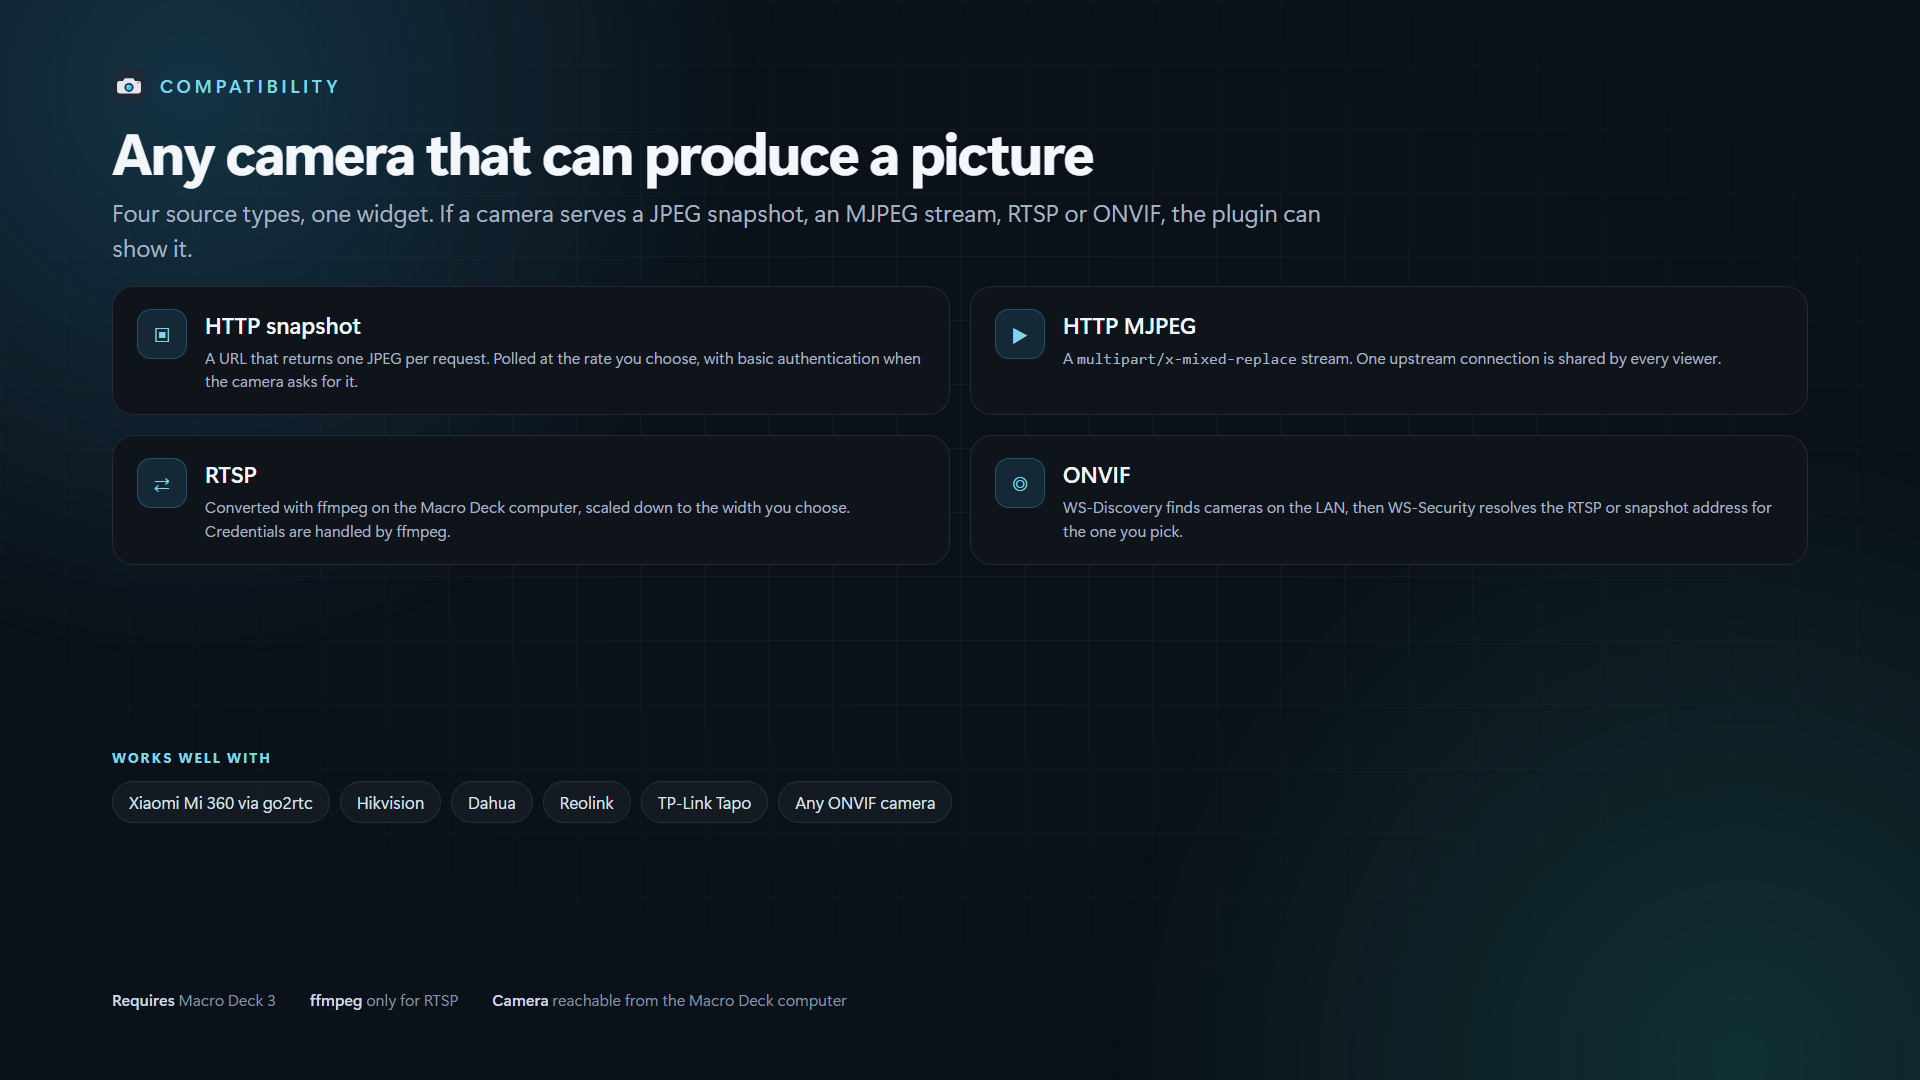 COMPATIBILITY
Any camera that can produce a picture
Four source types, one widget. If a camera serves a JPEG snapshot, an MJPEG stream, RTSP or ONVIF, the plugin can
show it.
HTTP snapshot
A URL that returns one JPEG per request. Polled at the rate you choose, with basic authentication when
the camera asks for it.
HTTP MJPEG
A multipart/x-mixed-replace stream. One upstream connection is shared by every viewer.
RTSP
Converted with ffmpeg on the Macro Deck computer, scaled down to the width you choose.
Credentials are handled by ffmpeg.
ONVIF
WS-Discovery finds cameras on the LAN, then WS-Security resolves the RTSP or snapshot address for
the one you pick.
WORKS WELL WITH
Xiaomi Mi 360 via go2rtc
Hikvision
Dahua
Reolink
TP-Link Tapo
Any ONVIF camera
Requires Macro Deck 3
ffmpeg only for RTSP
Camera reachable from the Macro Deck computer